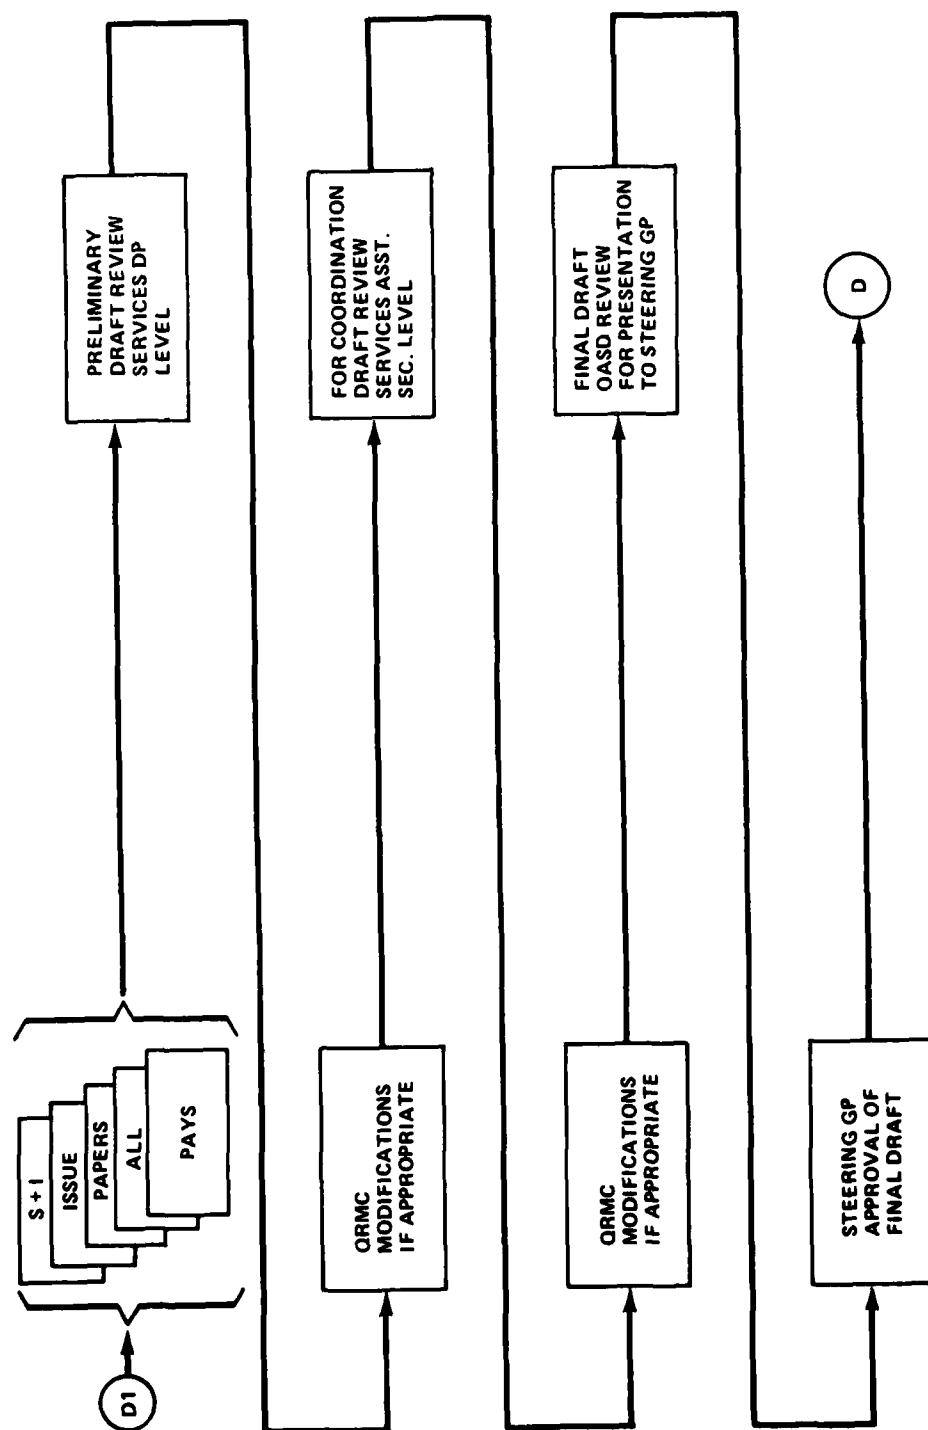 D1
S + I
ISSUE
PAPERS
ALL
PAYS
PRELIMINARY
DRAFT REVIEW
SERVICES DP
LEVEL
QRMC
MODIFICATIONS
IF APPROPRIATE
FOR COORDINATION
DRAFT REVIEW
SERVICES ASST.
SEC. LEVEL
QRMC
MODIFICATIONS
IF APPROPRIATE
FINAL DRAFT
OASD REVIEW
FOR PRESENTATION
TO STEERING GP
STEERING GP
APPROVAL OF
FINAL DRAFT
D